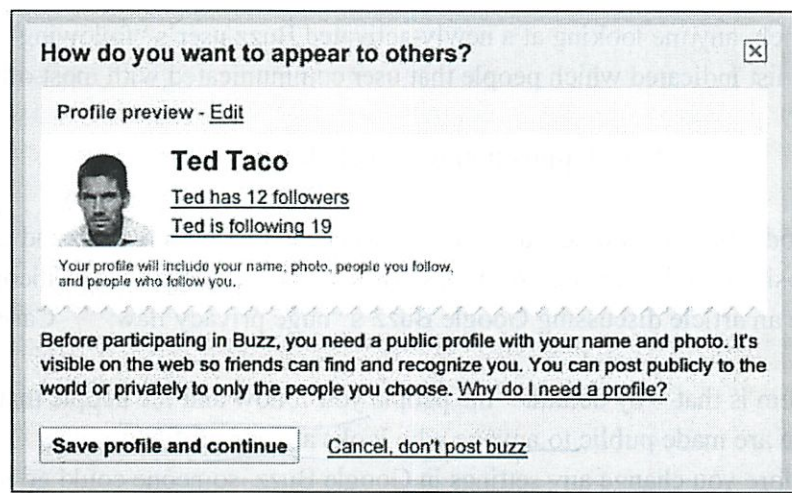 How do you want to appear to others?
Profile preview - Edit
Ted Taco
Ted has 12 followers
Ted is following 19
Your profile will include your name, photo, people you follow,
and people who follow you.
Before participating in Buzz, you need a public profile with your name and photo. It's
visible on the web so friends can find and recognize you. You can post publicly to the
world or privately to only the people you choose. Why do I need a profile?
Save profile and continue
Cancel, don't post buzz